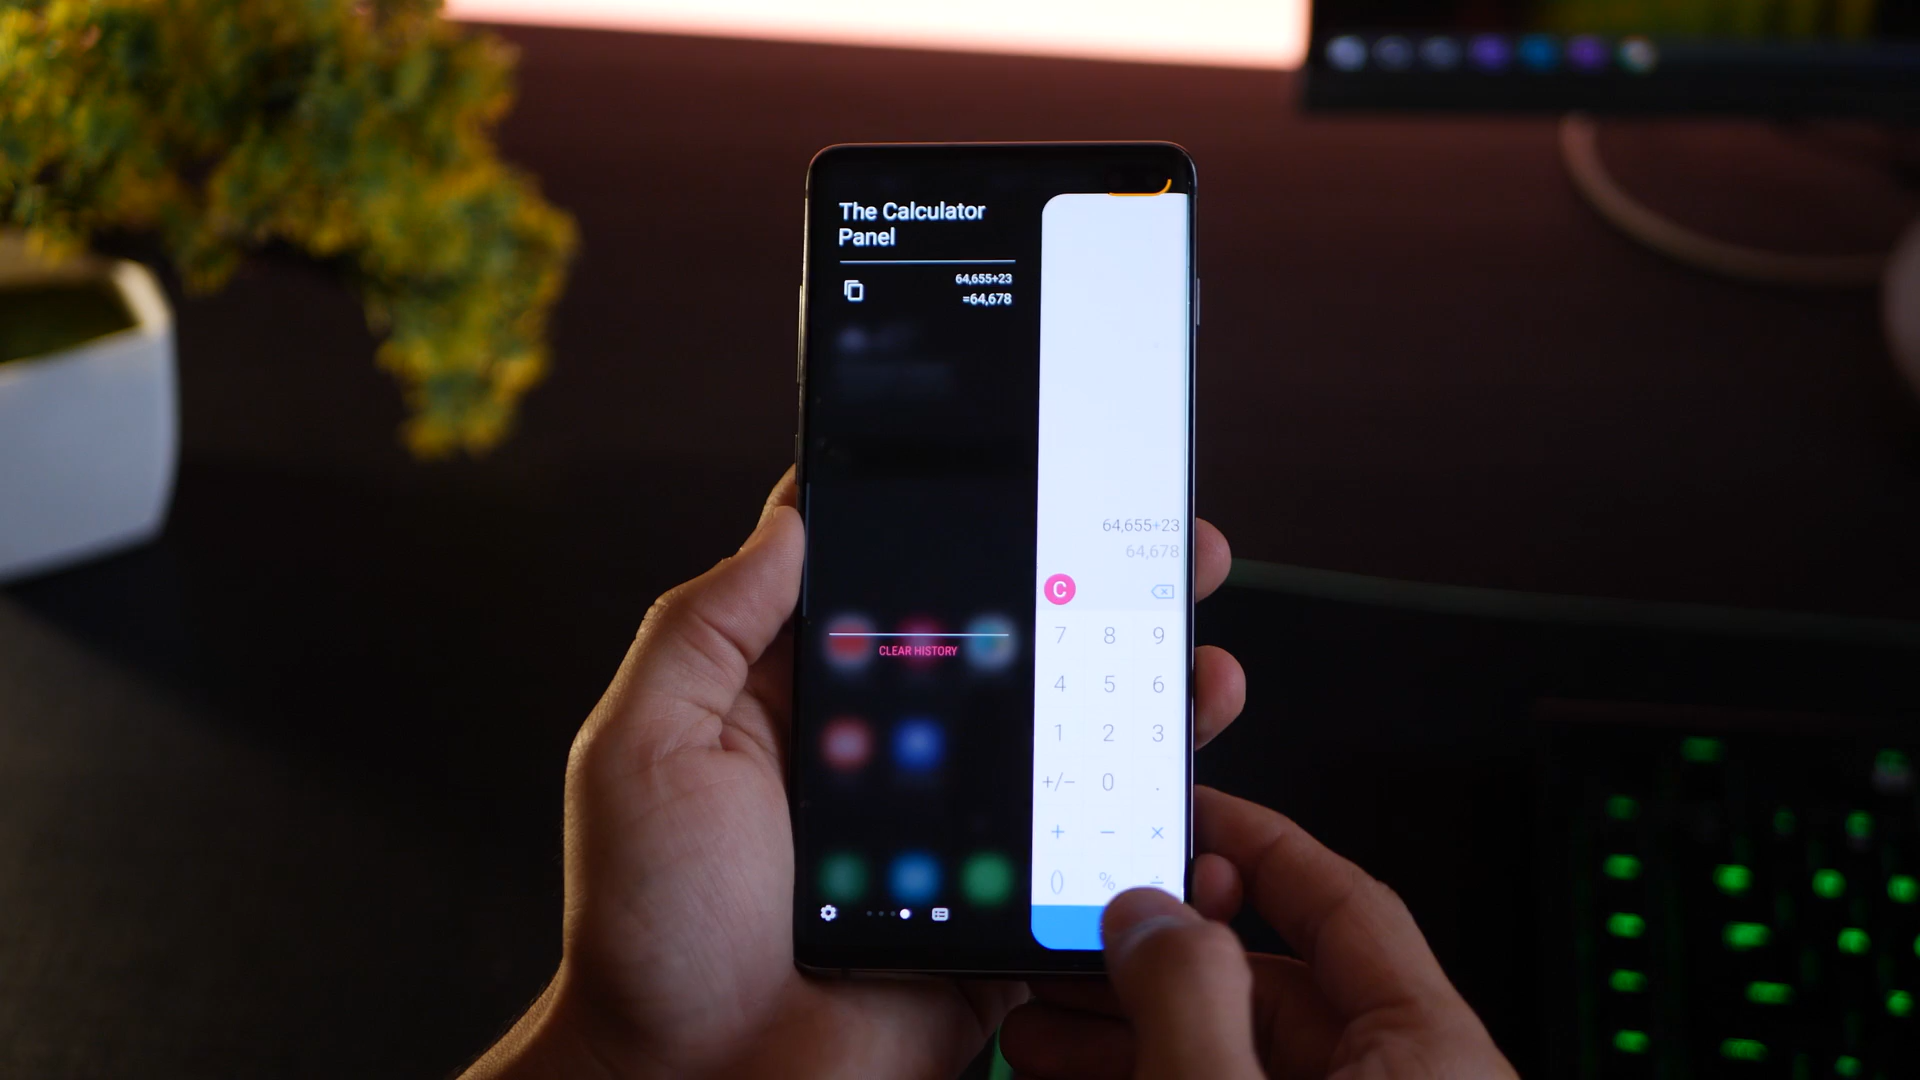 The Calculator
Panel
64,655+23
=64,678
CLEAR HISTORY
64,655+23
64,678
C
7 8 9
4 5 6
1 2 3
+/− 0 .
+ − ×
() % ÷